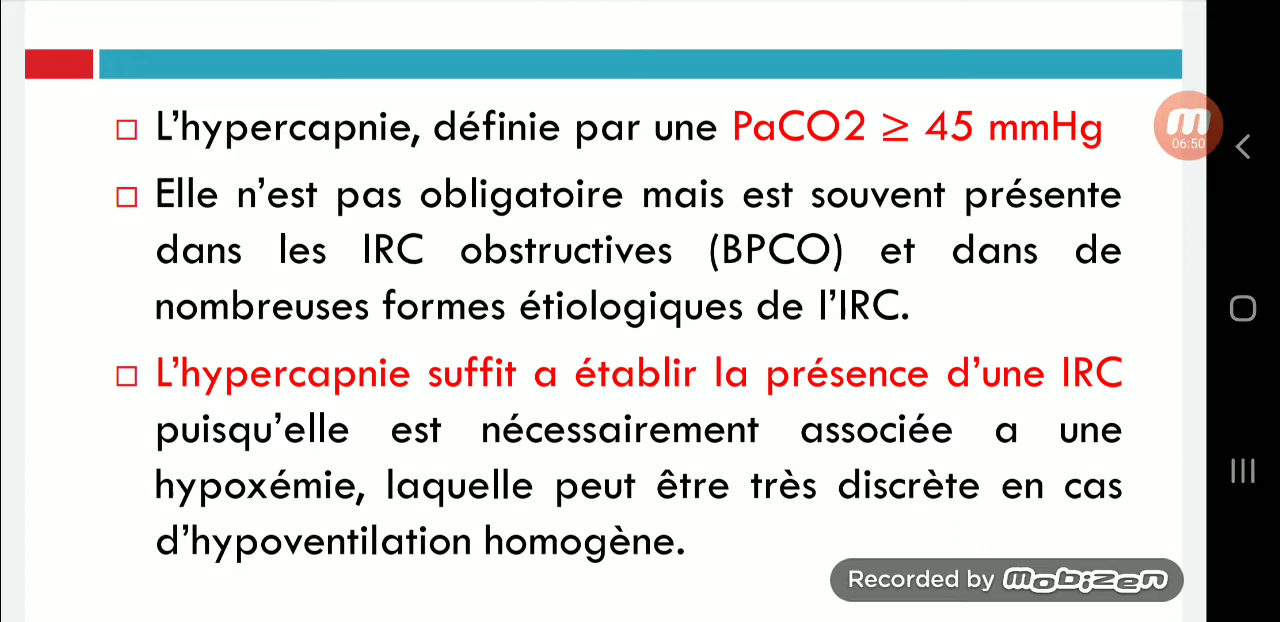 L’hypercapnie, définie par une PaCO2 ≥ 45 mmHg
Elle n’est pas obligatoire mais est souvent présente
dans les IRC obstructives (BPCO) et dans de
nombreuses formes étiologiques de l’IRC.
L’hypercapnie suffit a établir la présence d’une IRC
puisqu’elle est nécessairement associée a une
hypoxémie, laquelle peut être très discrète en cas
d’hypoventilation homogène.
m
06:50
Recorded by mobizen